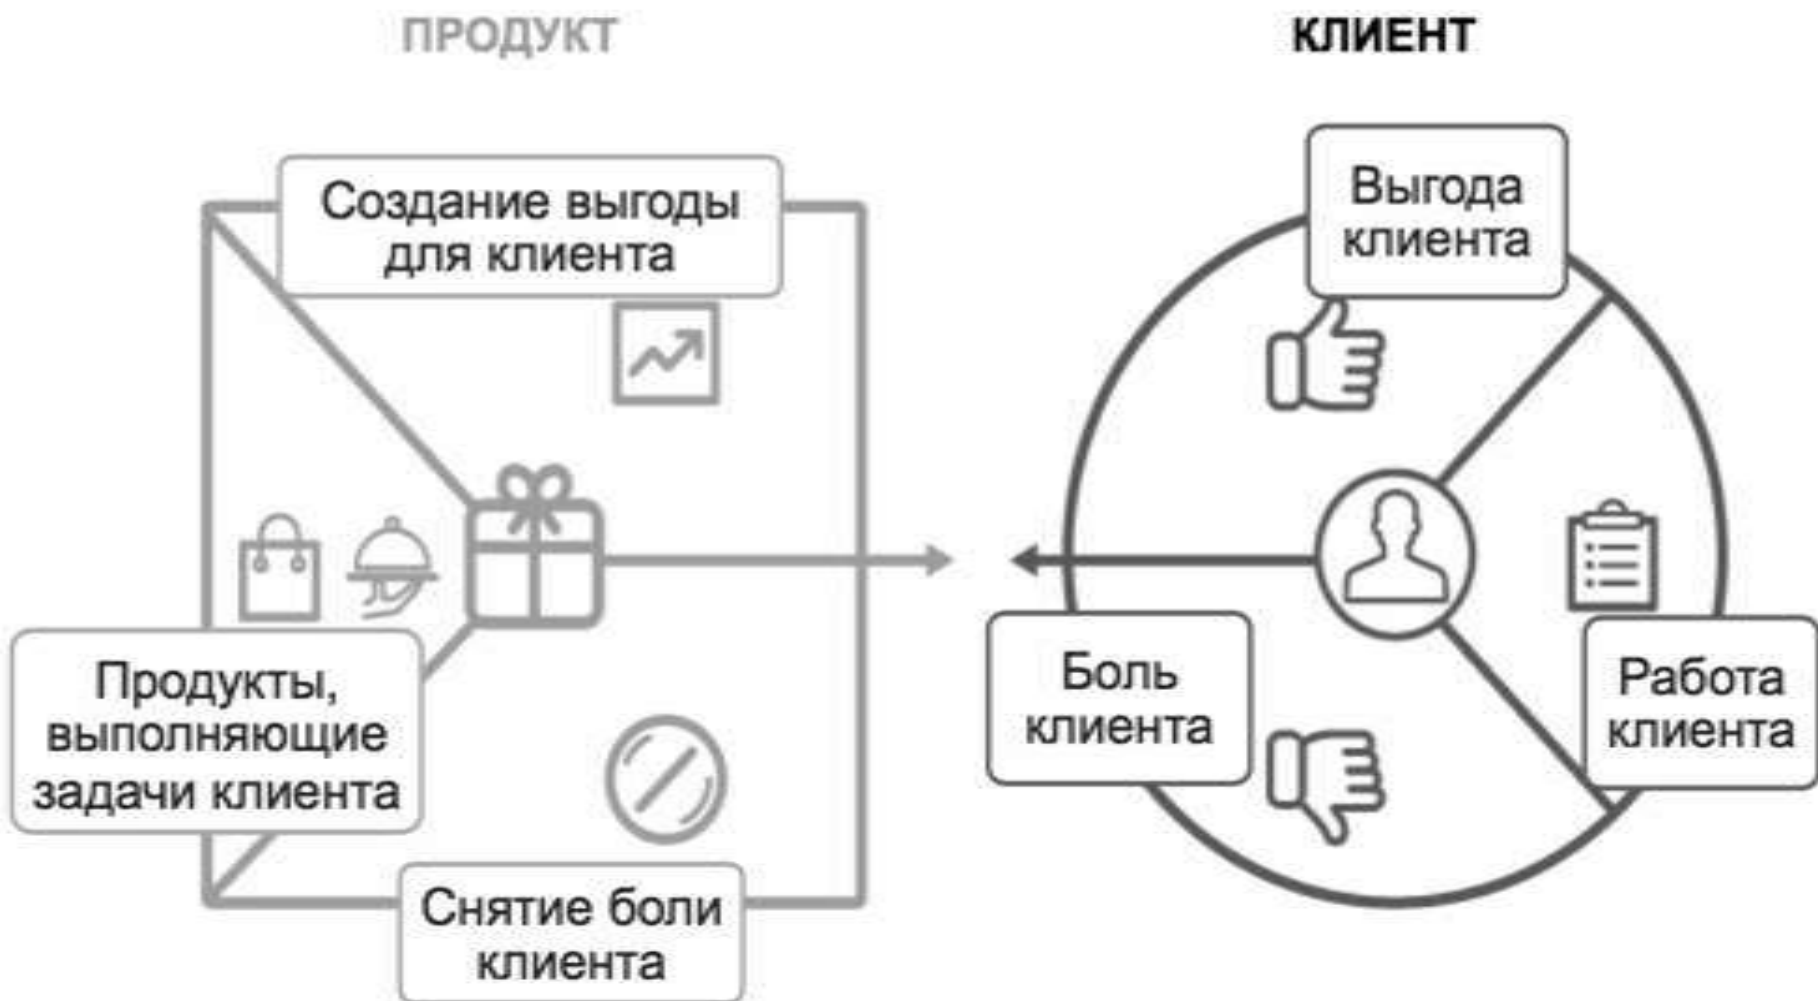 ПРОДУКТ
КЛИЕНТ
Создание выгоды
для клиента
Выгода
клиента
Продукты,
выполняющие
задачи клиента
Боль
клиента
Работа
клиента
Снятие боли
клиента